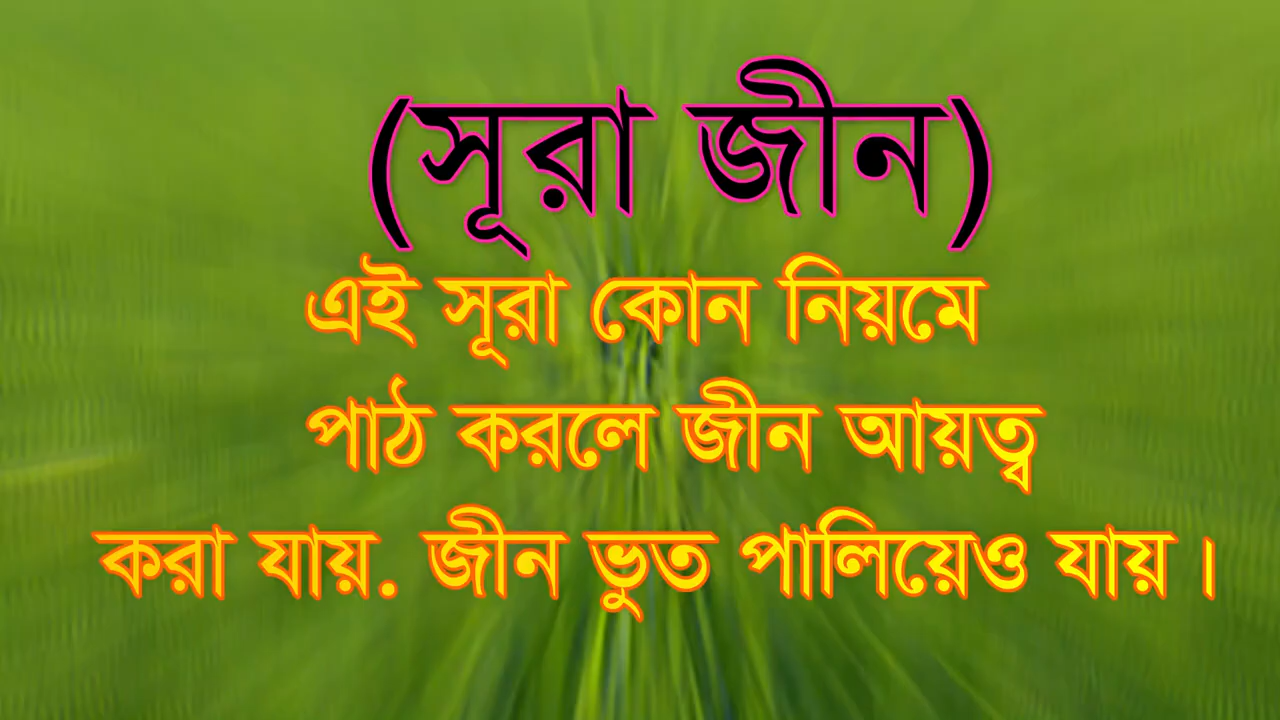 (সূরা জীন)
এই সূরা কোন নিয়মে
পাঠ করলে জীন আয়ত্ব
করা যায়. জীন ভুত পালিয়েও যায় ।